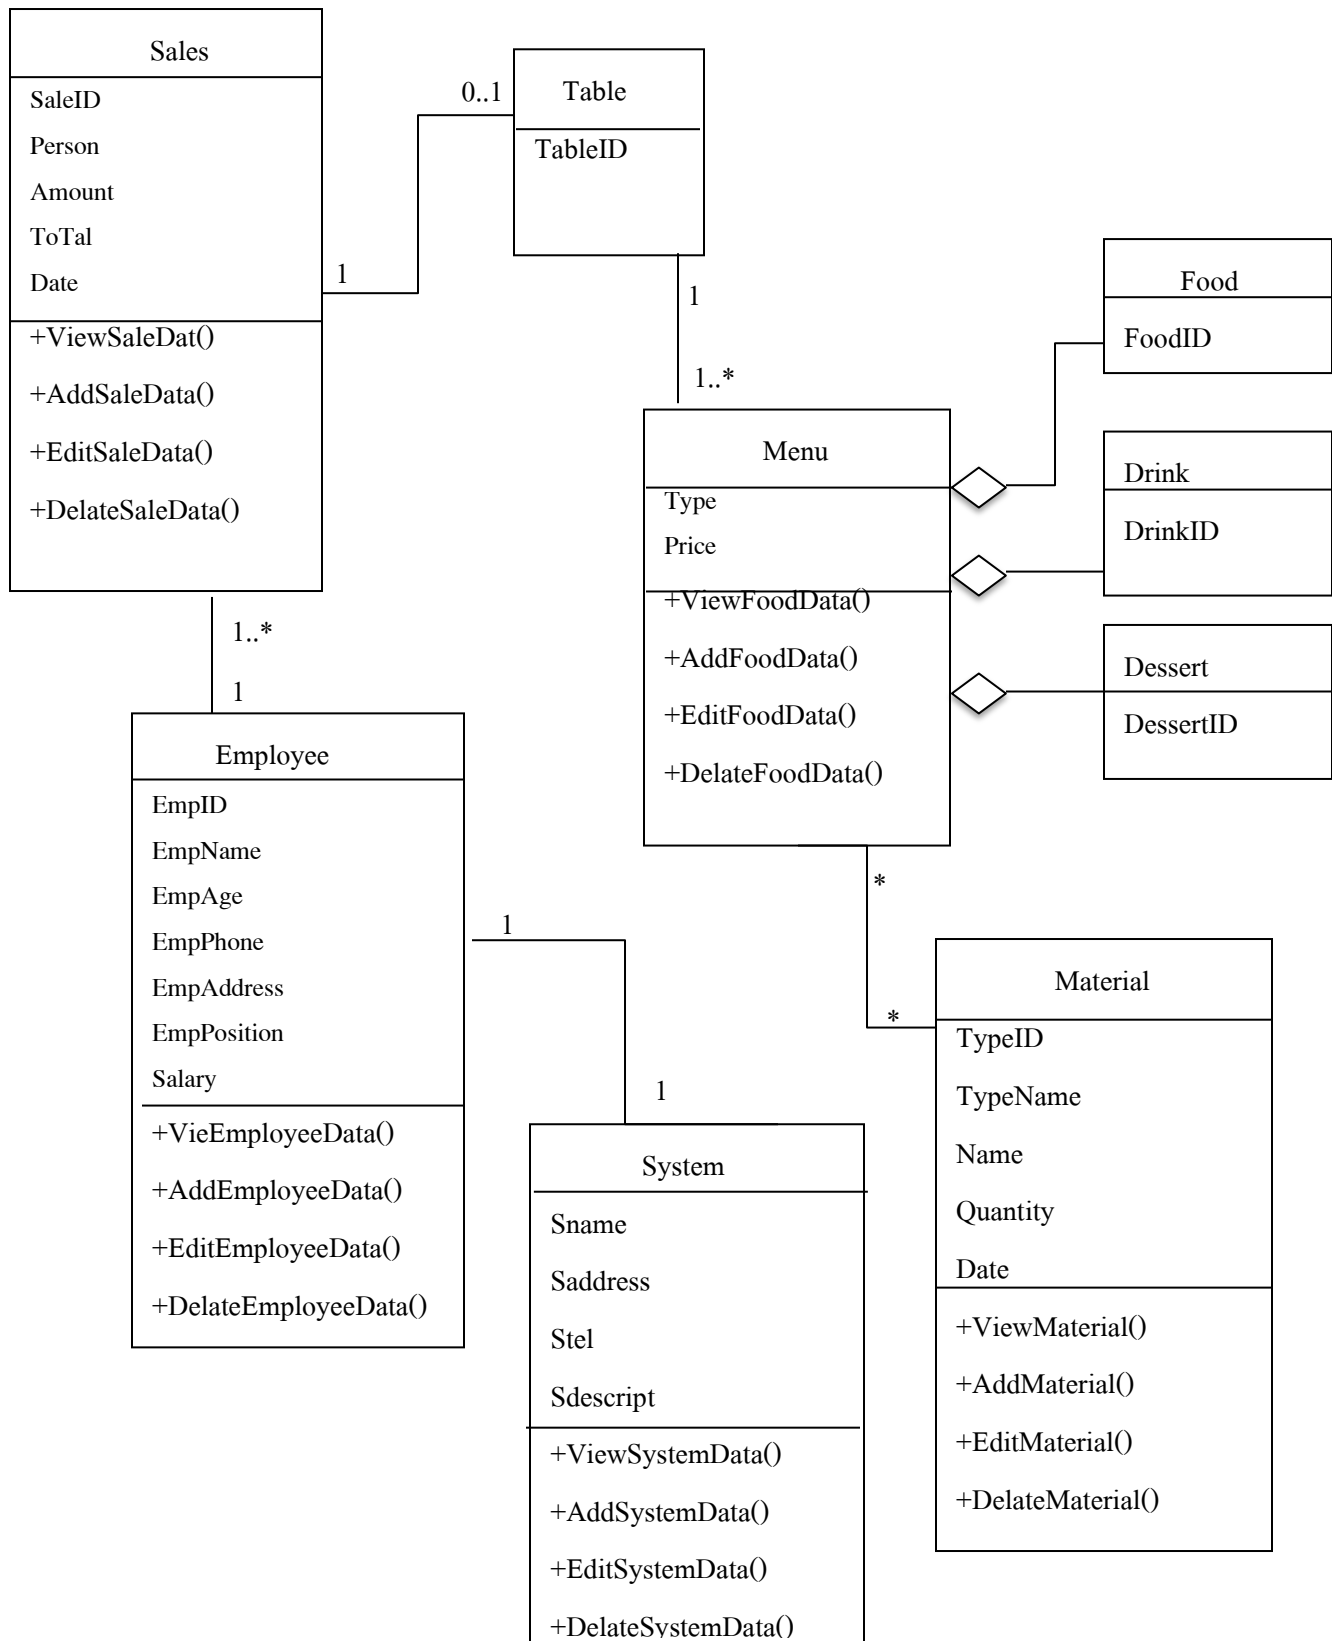 Sales
SaleID
Person
Amount
ToTal
Date
+ViewSaleDat()
+AddSaleData()
+EditSaleData()
+DelateSaleData()
0..1
1
Table
TableID
1
1..*
Food
FoodID
Menu
Type
Price
+ViewFoodData()
+AddFoodData()
+EditFoodData()
+DelateFoodData()
Drink
DrinkID
Dessert
DessertID
1..*
1
Employee
EmpID
EmpName
EmpAge
EmpPhone
EmpAddress
EmpPosition
Salary
+VieEmployeeData()
+AddEmployeeData()
+EditEmployeeData()
+DelateEmployeeData()
1
1
*
*
Material
TypeID
TypeName
Name
Quantity
Date
+ViewMaterial()
+AddMaterial()
+EditMaterial()
+DelateMaterial()
System
Sname
Saddress
Stel
Sdescript
+ViewSystemData()
+AddSystemData()
+EditSystemData()
+DelateSystemData()